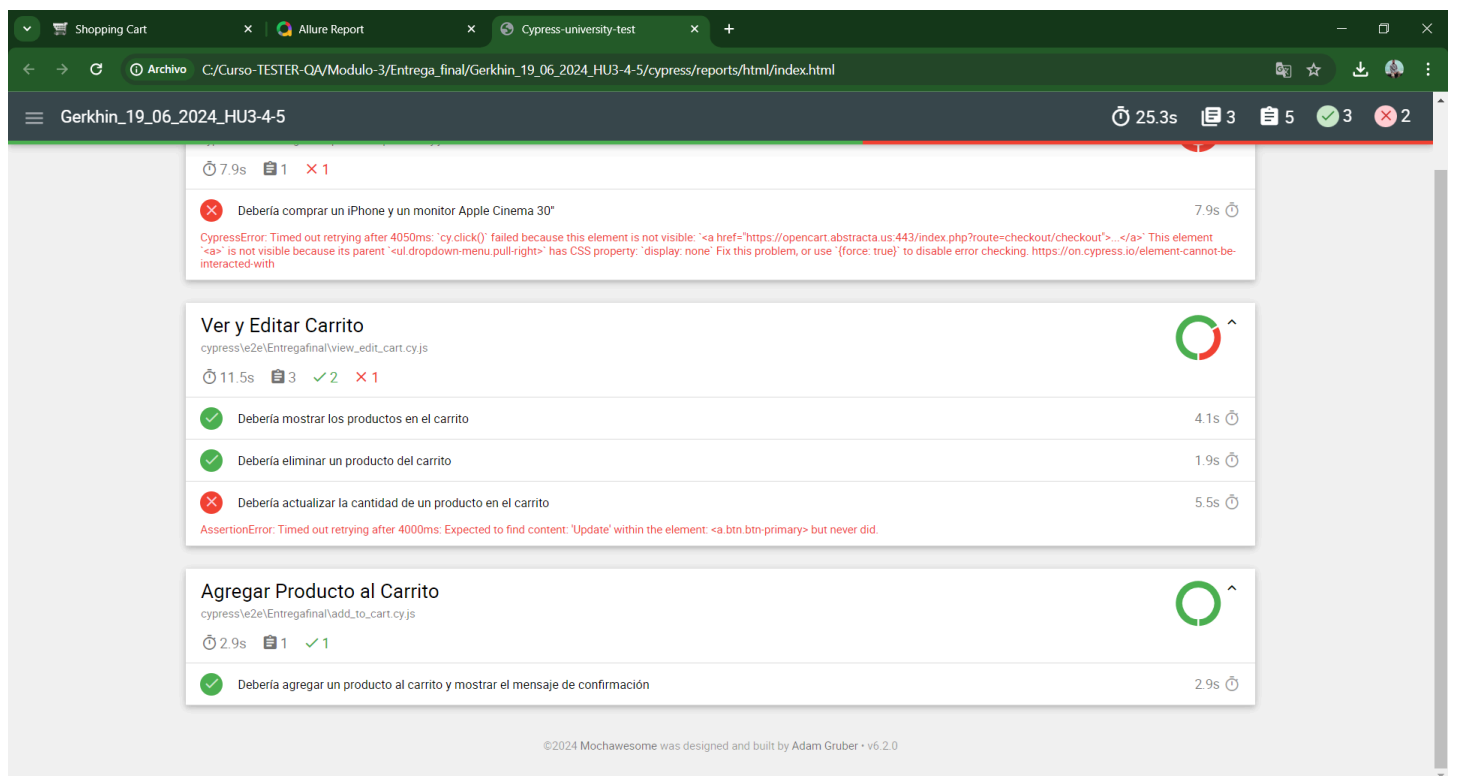 Shopping Cart
Allure Report
Cypress-university-test
Archivo C:/Curso-TESTER-QA/Modulo-3/Entrega_final/Gerkhin_19_06_2024_HU3-4-5/cypress/reports/html/index.html
Gerkhin_19_06_2024_HU3-4-5 25.3s 3 5 3 2
7.9s 1 1
Debería comprar un iPhone y un monitor Apple Cinema 30" 7.9s
CypressError: Timed out retrying after 4050ms: `cy.click()` failed because this element is not visible: `<a href="https://opencart.abstracta.us:443/index.php?route=checkout/checkout">...</a>` This element
`<a>` is not visible because its parent `<ul.dropdown-menu.pull-right>` has CSS property: `display: none` Fix this problem, or use `{force: true}` to disable error checking. https://on.cypress.io/element-cannot-be-
interacted-with
Ver y Editar Carrito
cypress\e2e\Entregafinal\view_edit_cart.cy.js
11.5s 3 2 1
Debería mostrar los productos en el carrito 4.1s
Debería eliminar un producto del carrito 1.9s
Debería actualizar la cantidad de un producto en el carrito 5.5s
AssertionError: Timed out retrying after 4000ms: Expected to find content: 'Update' within the element: <a.btn.btn-primary> but never did.
Agregar Producto al Carrito
cypress\e2e\Entregafinal\add_to_cart.cy.js
2.9s 1 1
Debería agregar un producto al carrito y mostrar el mensaje de confirmación 2.9s
©2024 Mochawesome was designed and built by Adam Gruber • v6.2.0